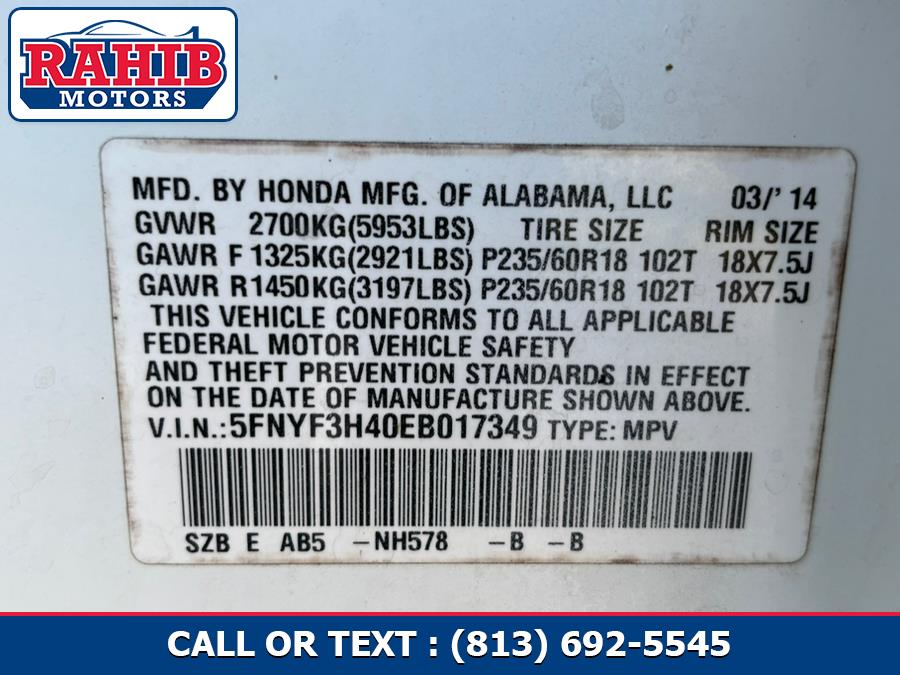 RAHIB
MOTORS
MFD. BY HONDA MFG. OF ALABAMA, LLC 03/'14
GVWR 2700KG(5953LBS) TIRE SIZE RIM SIZE
GAWR F 1325KG(2921LBS) P235/60R18 102T 18X7.5J
GAWR R1450KG(3197LBS) P235/60R18 102T 18X7.5J
THIS VEHICLE CONFORMS TO ALL APPLICABLE
FEDERAL MOTOR VEHICLE SAFETY
AND THEFT PREVENTION STANDARDS IN EFFECT
ON THE DATE OF MANUFACTURE SHOWN ABOVE.
V.I.N.:5FNYF3H40EB017349 TYPE: MPV
SZB E AB5 -NH578 -B -B
CALL OR TEXT : (813) 692-5545